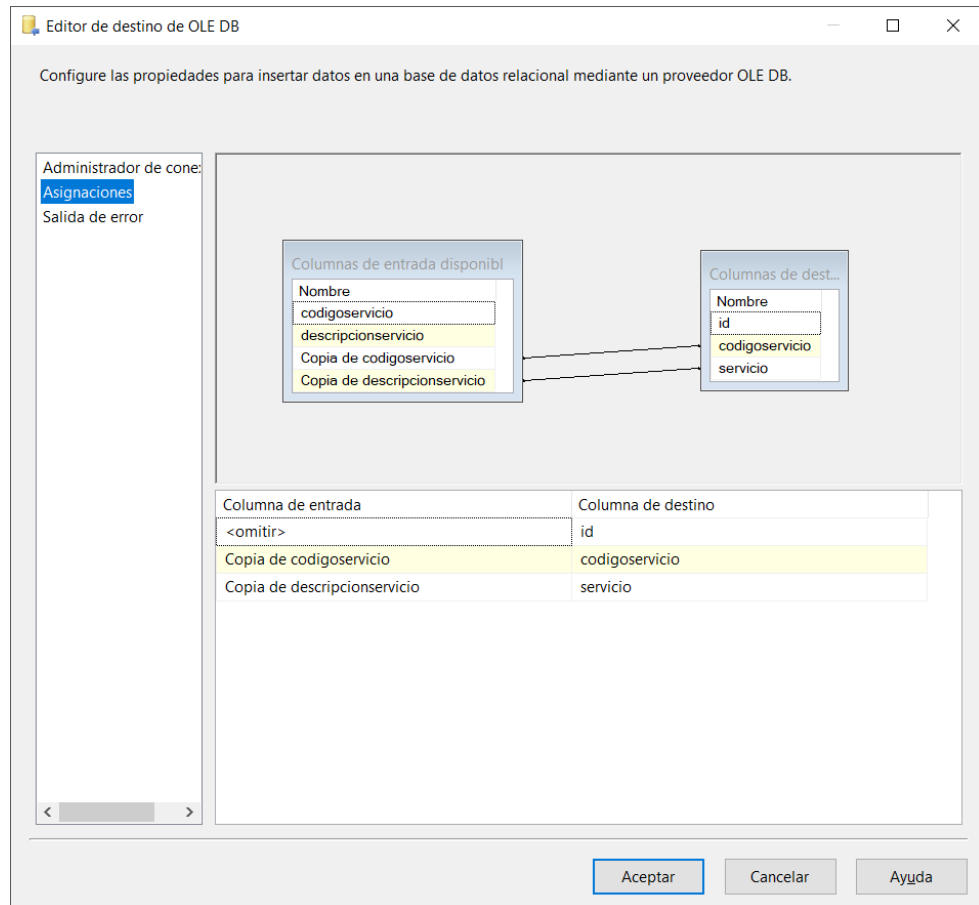 Editor de destino de OLE DB
Configure las propiedades para insertar datos en una base de datos relacional mediante un proveedor OLE DB.
Administrador de cone:
Asignaciones
Salida de error
Columnas de entrada disponibl
Nombre
codigoservicio
descripcionservicio
Copia de codigoservicio
Copia de descripcionservicio
Columnas de dest...
Nombre
id
codigoservicio
servicio
Columna de entrada Columna de destino
<omitir> id
Copia de codigoservicio codigoservicio
Copia de descripcionservicio servicio
Aceptar Cancelar Ayuda